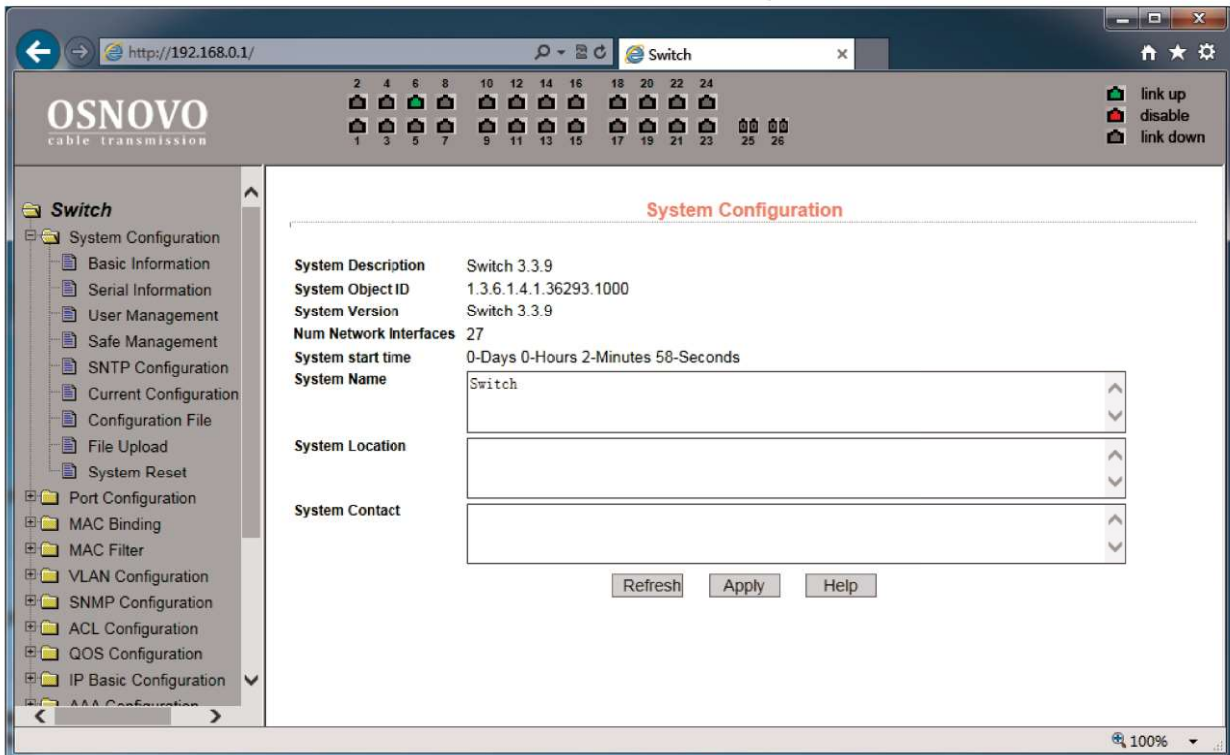 http://192.168.0.1/
Switch
OSNOVO
cable transmission
2 4 6 8 10 12 14 16 18 20 22 24
1 3 5 7 9 11 13 15 17 19 21 23 25 26
link up
disable
link down
Switch
System Configuration
Basic Information
Serial Information
User Management
Safe Management
SNTP Configuration
Current Configuration
Configuration File
File Upload
System Reset
Port Configuration
MAC Binding
MAC Filter
VLAN Configuration
SNMP Configuration
ACL Configuration
QOS Configuration
IP Basic Configuration
AAA Configuration
System Configuration
System Description Switch 3.3.9
System Object ID 1.3.6.1.4.1.36293.1000
System Version Switch 3.3.9
Num Network Interfaces 27
System start time 0-Days 0-Hours 2-Minutes 58-Seconds
System Name Switch
System Location
System Contact
Refresh Apply Help
100%